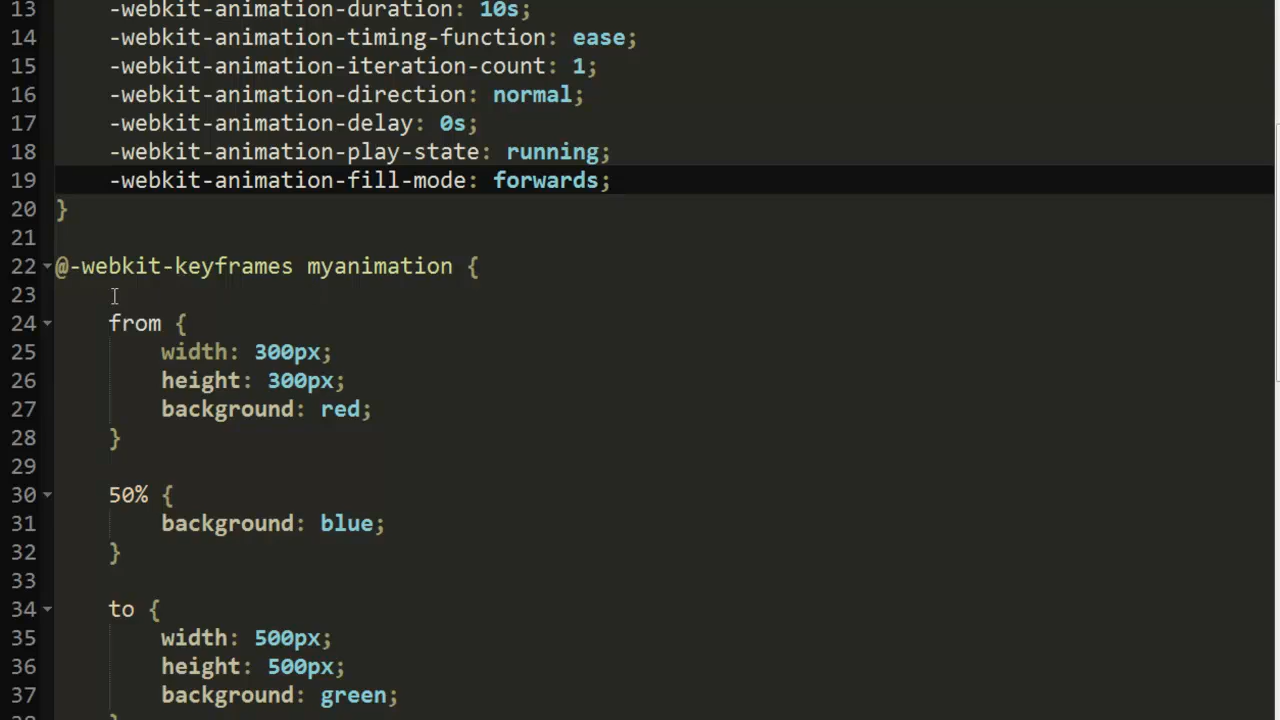 13 -webkit-animation-duration: 10s;
14 -webkit-animation-timing-function: ease;
15 -webkit-animation-iteration-count: 1;
16 -webkit-animation-direction: normal;
17 -webkit-animation-delay: 0s;
18 -webkit-animation-play-state: running;
19 -webkit-animation-fill-mode: forwards;
20 }
21
22 @-webkit-keyframes myanimation {
23
24 from {
25 width: 300px;
26 height: 300px;
27 background: red;
28 }
29
30 50% {
31 background: blue;
32 }
33
34 to {
35 width: 500px;
36 height: 500px;
37 background: green;